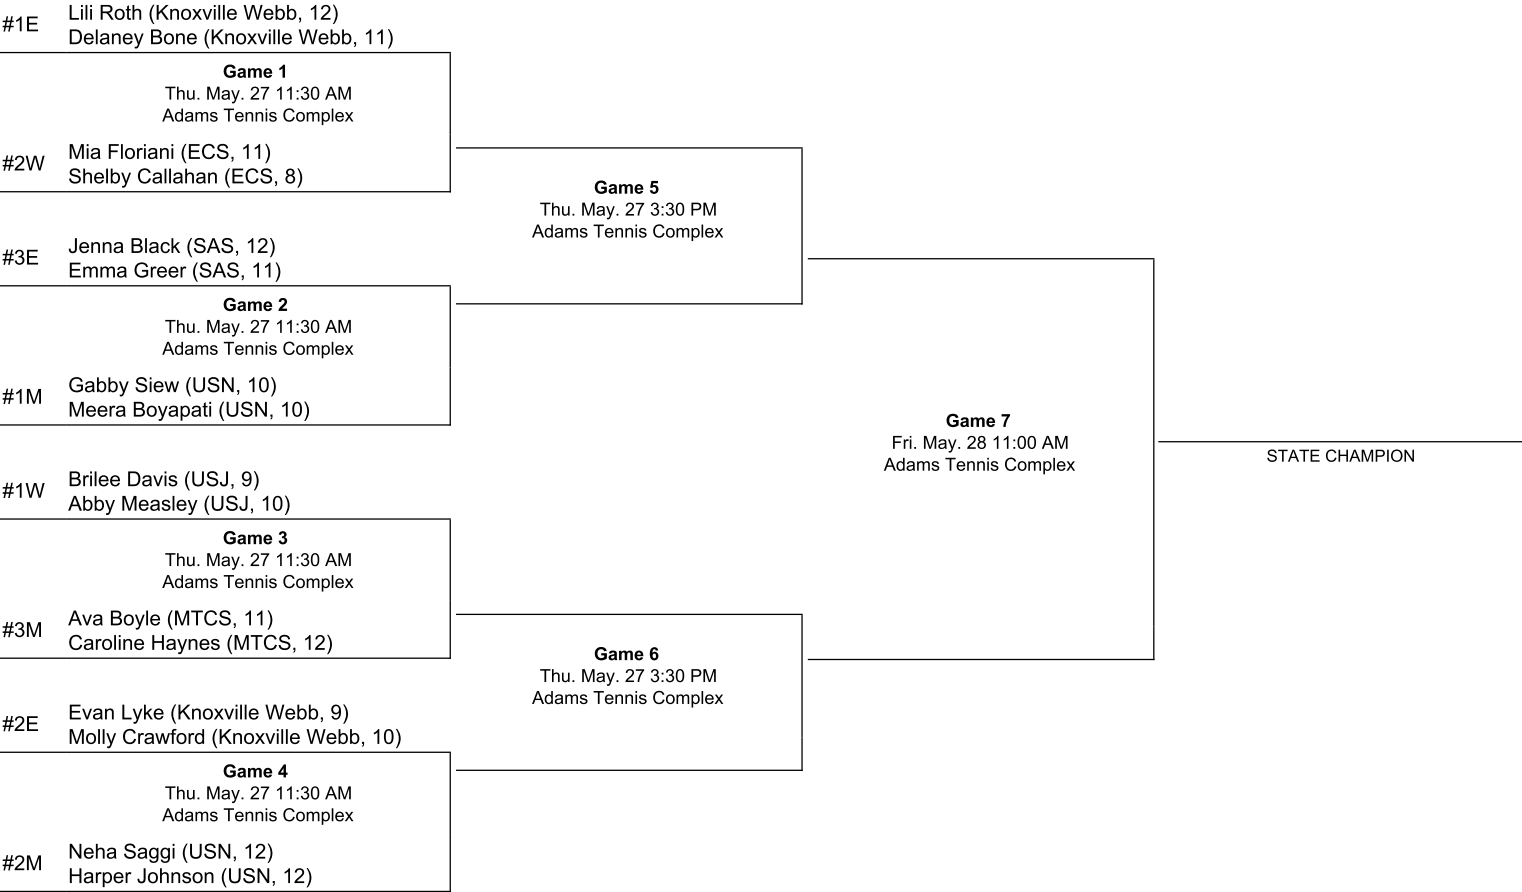 #1E
Lili Roth (Knoxville Webb, 12)
Delaney Bone (Knoxville Webb, 11)
Game 1
Thu. May. 27 11:30 AM
Adams Tennis Complex
#2W
Mia Floriani (ECS, 11)
Shelby Callahan (ECS, 8)
Game 5
Thu. May. 27 3:30 PM
Adams Tennis Complex
#3E
Jenna Black (SAS, 12)
Emma Greer (SAS, 11)
Game 2
Thu. May. 27 11:30 AM
Adams Tennis Complex
#1M
Gabby Siew (USN, 10)
Meera Boyapati (USN, 10)
Game 7
Fri. May. 28 11:00 AM
Adams Tennis Complex
STATE CHAMPION
#1W
Brilee Davis (USJ, 9)
Abby Measley (USJ, 10)
Game 3
Thu. May. 27 11:30 AM
Adams Tennis Complex
#3M
Ava Boyle (MTCS, 11)
Caroline Haynes (MTCS, 12)
Game 6
Thu. May. 27 3:30 PM
Adams Tennis Complex
#2E
Evan Lyke (Knoxville Webb, 9)
Molly Crawford (Knoxville Webb, 10)
Game 4
Thu. May. 27 11:30 AM
Adams Tennis Complex
#2M
Neha Saggi (USN, 12)
Harper Johnson (USN, 12)